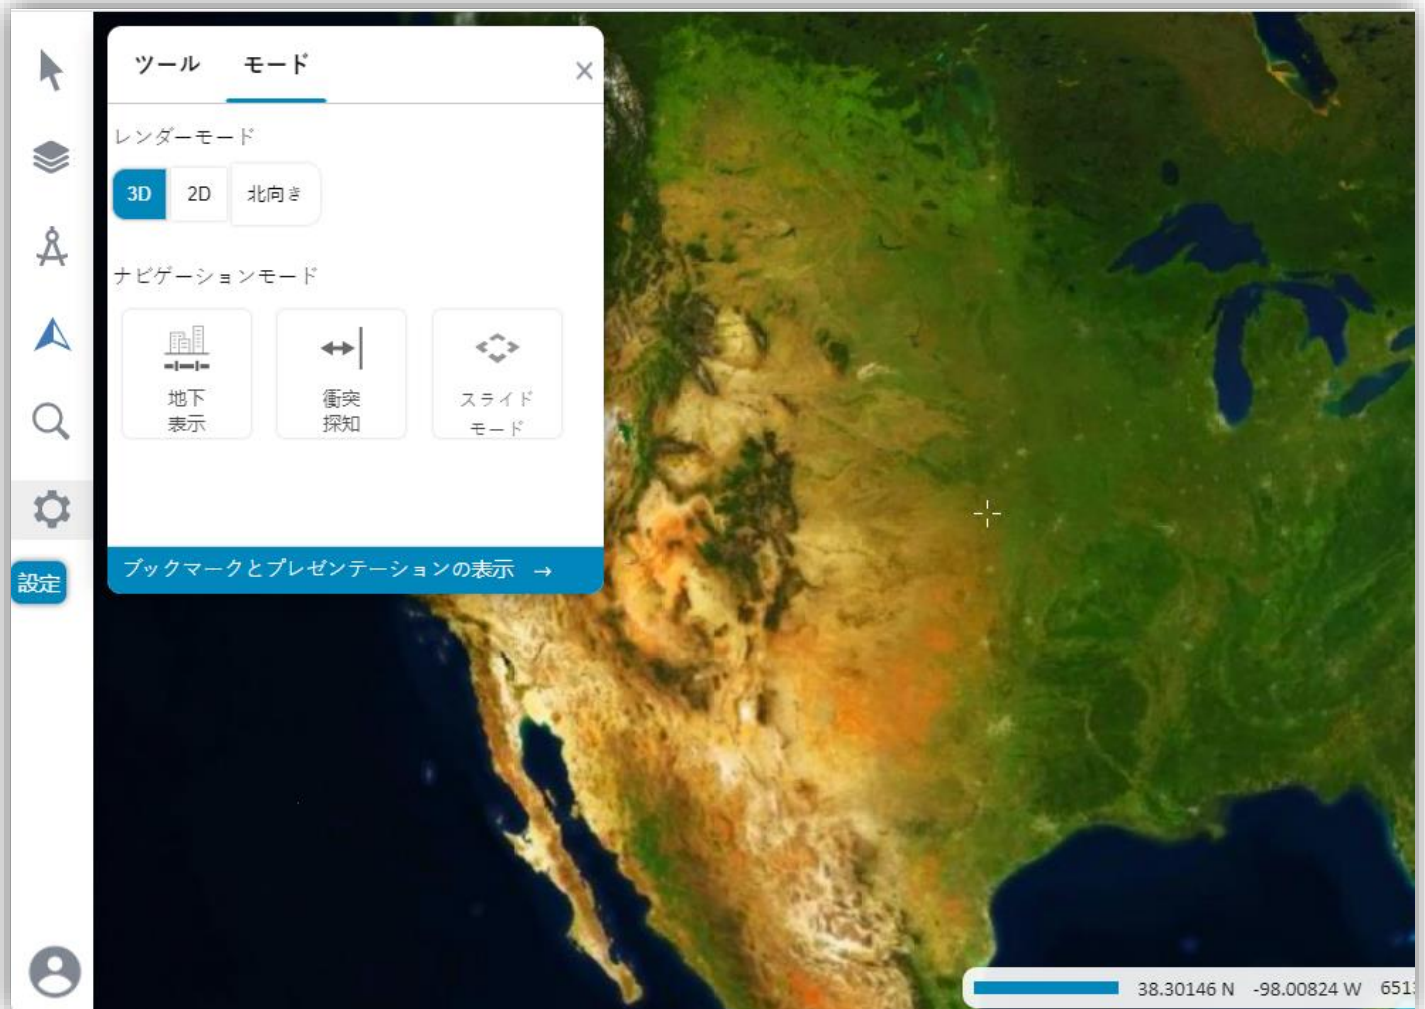 ツール モード
レンダーモード
3D 2D 北向き
ナビゲーションモード
地下
表示
衝突
探知
スライド
モード
ブックマークとプレゼンテーションの表示 →
設定
38.30146 N -98.00824 W